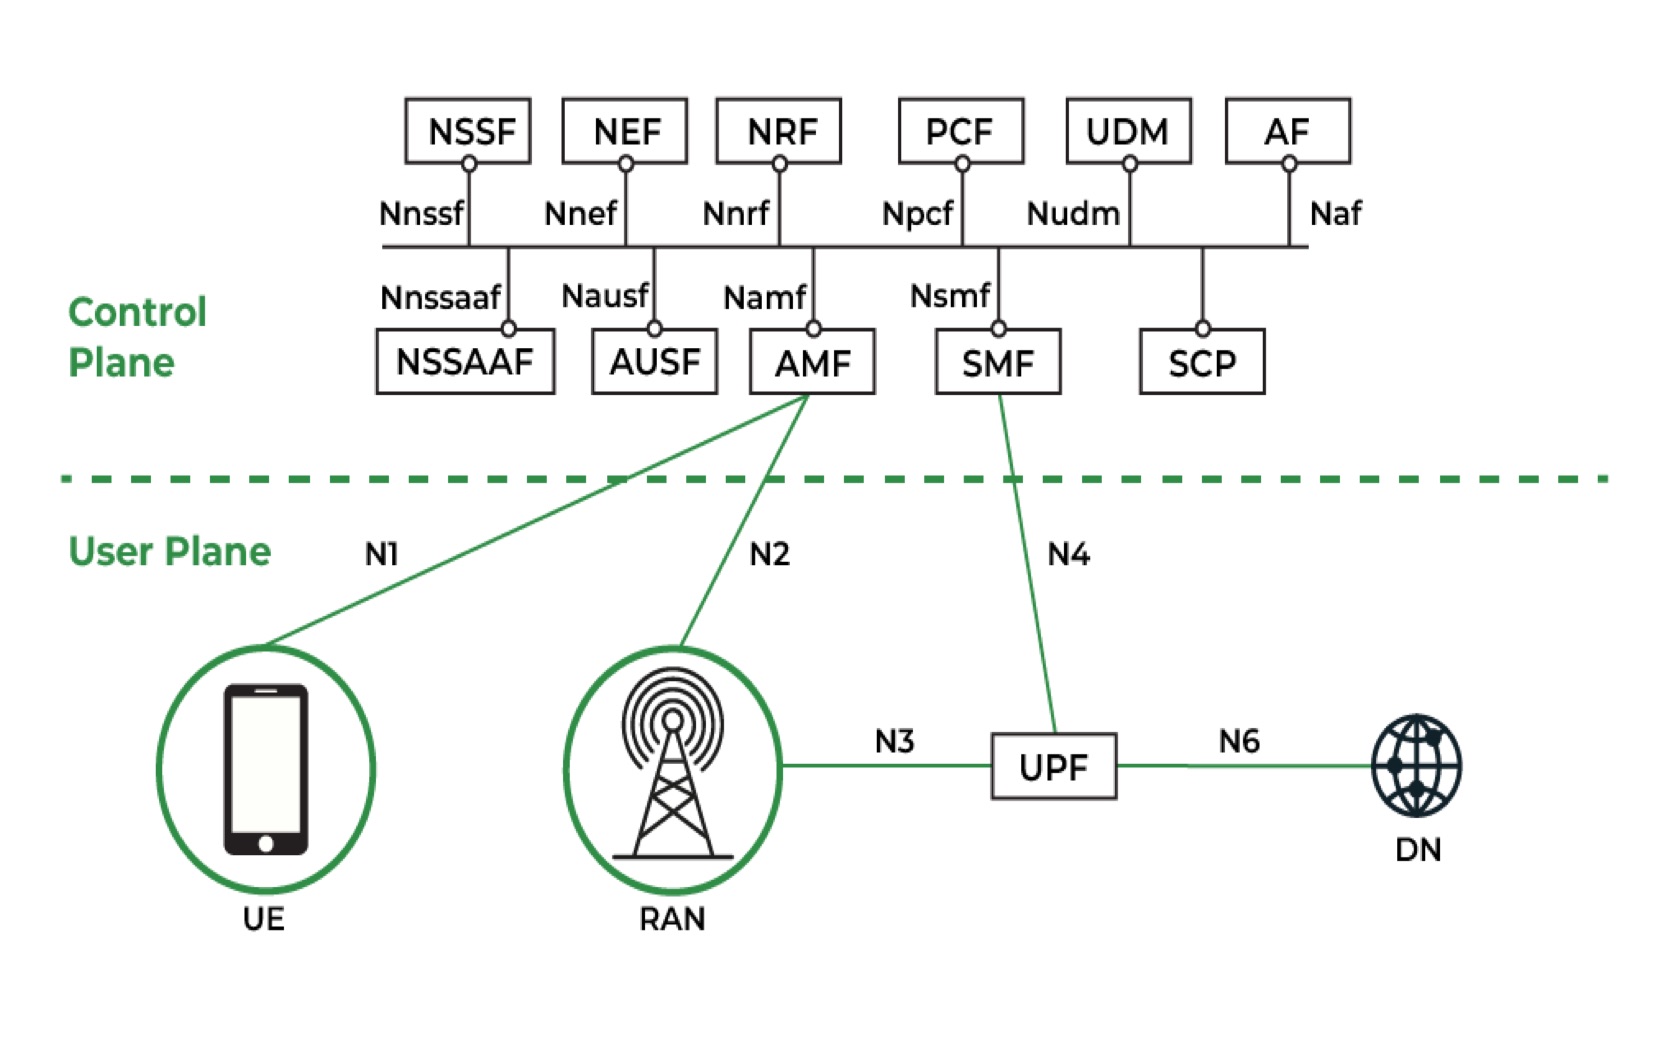 NSSF NEF NRF PCF UDM AF
Nnssf Nnef Nnrf Npcf Nudm Naf
Nnssaaf Nausf Namf Nsmf
Control
Plane
NSSAAF AUSF AMF SMF SCP
User Plane N1 N2 N4
N3 N6
UPF
DN
UE RAN